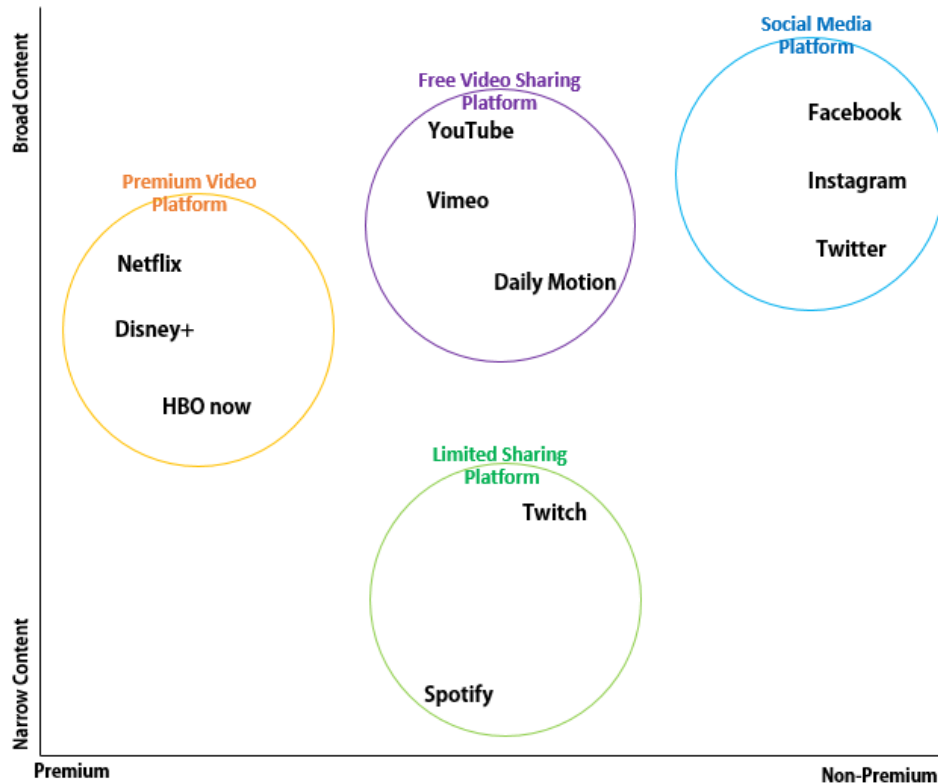 Social Media
Platform
Broad Content
Free Video Sharing
Platform
YouTube
Facebook
Premium Video
Platform
Vimeo
Instagram
Netflix
Twitter
Daily Motion
Disney+
HBO now
Limited Sharing
Platform
Twitch
Narrow Content
Spotify
Premium
Non-Premium